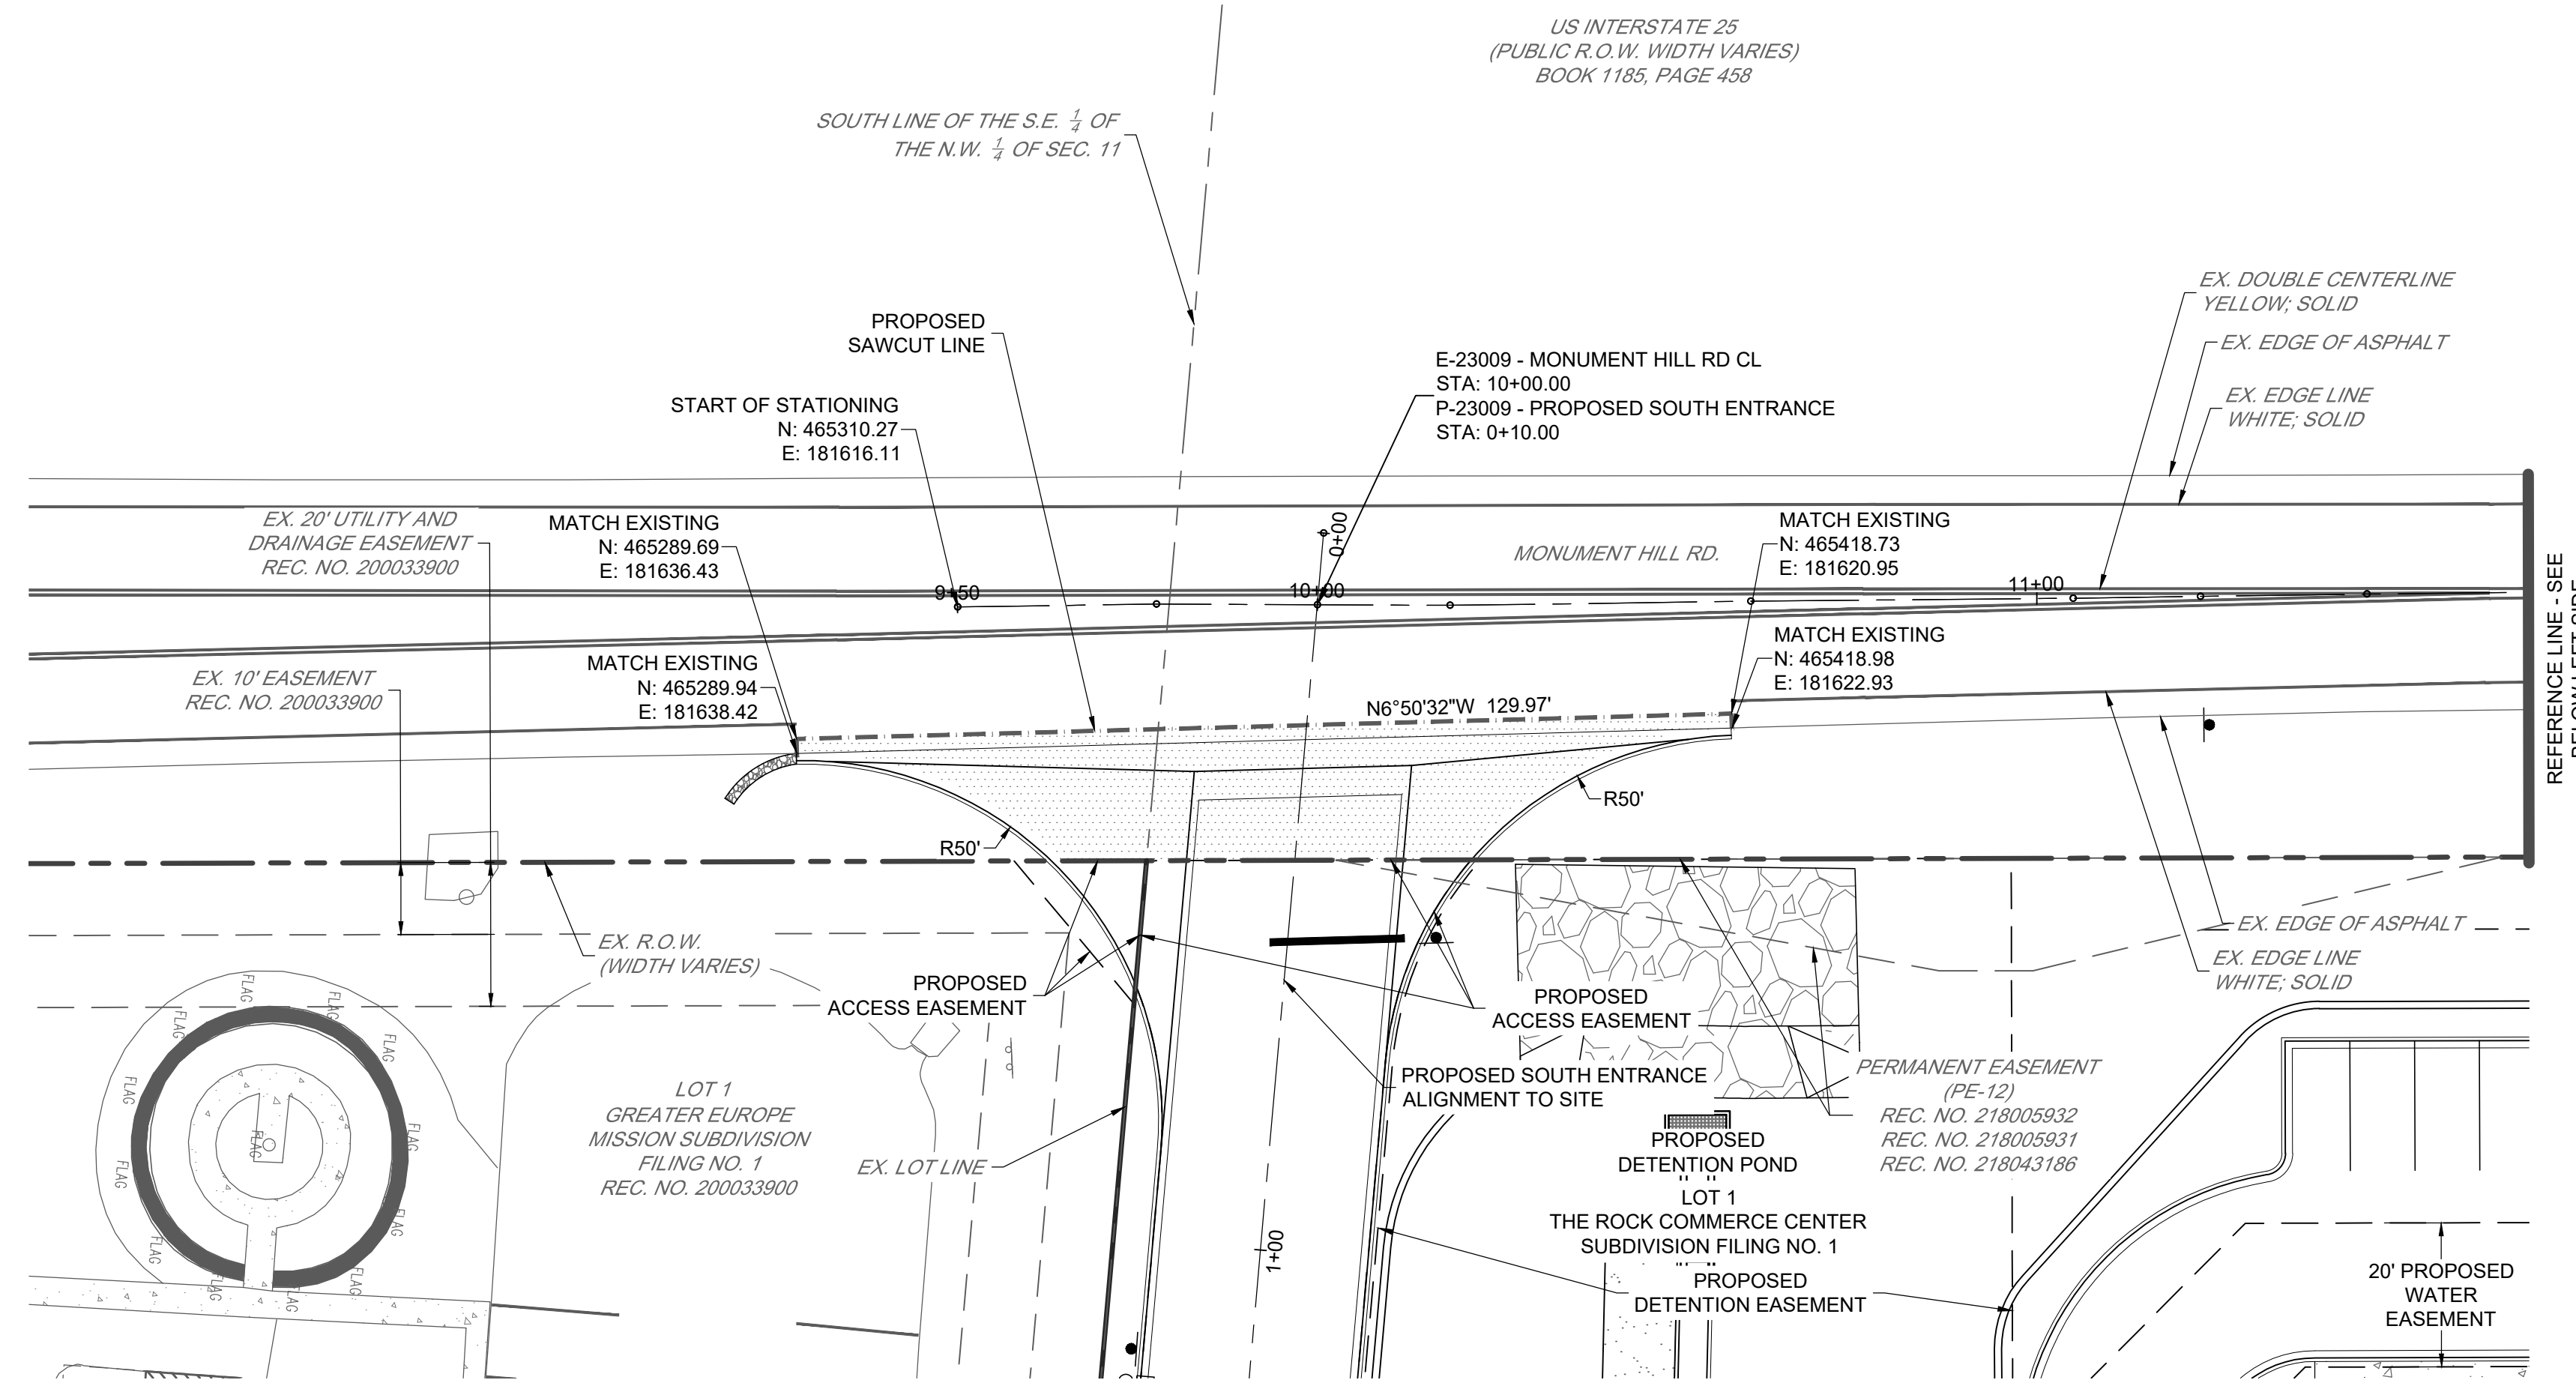 US INTERSTATE 25
(PUBLIC R.O.W. WIDTH VARIES)
BOOK 1185, PAGE 458
SOUTH LINE OF THE S.E. 1/4 OF
THE N.W. 1/4 OF SEC. 11
EX. DOUBLE CENTERLINE
YELLOW; SOLID
EX. EDGE OF ASPHALT
EX. EDGE LINE
WHITE; SOLID
PROPOSED
SAWCUT LINE
START OF STATIONING
N: 465310.27
E: 181616.11
E-23009 - MONUMENT HILL RD CL
STA: 10+00.00
P-23009 - PROPOSED SOUTH ENTRANCE
STA: 0+10.00
EX. 20' UTILITY AND
DRAINAGE EASEMENT
REC. NO. 200033900
MATCH EXISTING
N: 465289.69
E: 181636.43
0+00
MONUMENT HILL RD.
MATCH EXISTING
N: 465418.73
E: 181620.95
9+50
10+00
11+00
REFERENCE LINE - SEE
EX. 10' EASEMENT
REC. NO. 200033900
MATCH EXISTING
N: 465289.94
E: 181638.42
MATCH EXISTING
N: 465418.98
E: 181622.93
N6°50'32"W 129.97'
R50'
R50'
EX. R.O.W.
(WIDTH VARIES)
PROPOSED
ACCESS EASEMENT
PROPOSED
ACCESS EASEMENT
EX. EDGE OF ASPHALT
EX. EDGE LINE
WHITE; SOLID
PROPOSED SOUTH ENTRANCE
ALIGNMENT TO SITE
PERMANENT EASEMENT
(PE-12)
REC. NO. 218005932
REC. NO. 218005931
REC. NO. 218043186
FLAG
FLAG
FLAG
FLAG
FLAG
FLAG
FLAG
FLAG
FLAG
FLAG
FLAG
FLAG
FLAG
LOT 1
GREATER EUROPE
MISSION SUBDIVISION
FILING NO. 1
REC. NO. 200033900
EX. LOT LINE
PROPOSED
DETENTION POND
LOT 1
THE ROCK COMMERCE CENTER
SUBDIVISION FILING NO. 1
PROPOSED
DETENTION EASEMENT
1+00
20' PROPOSED
WATER
EASEMENT